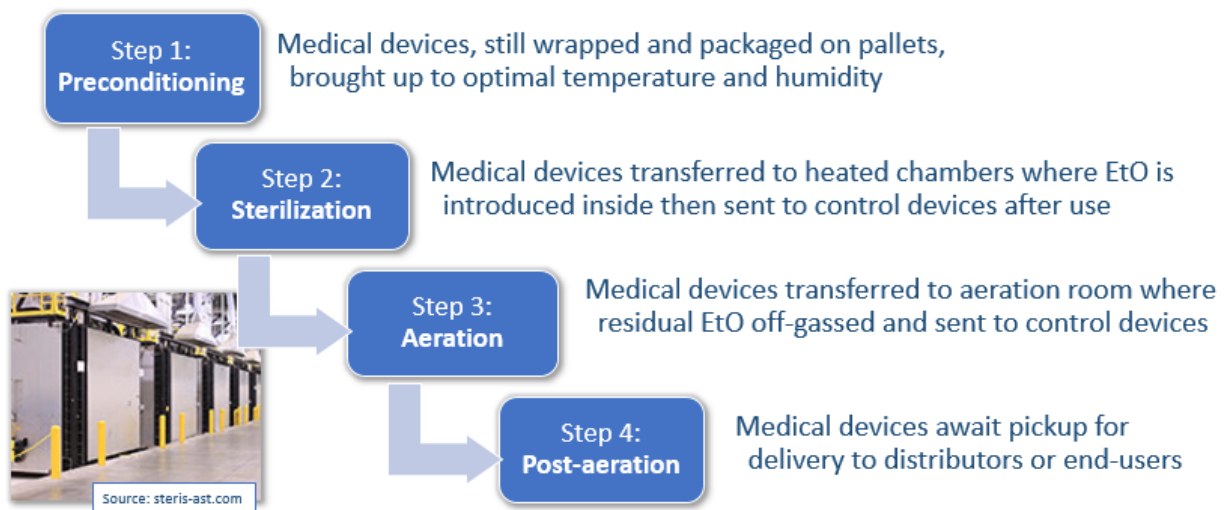 Step 1:
Preconditioning
Medical devices, still wrapped and packaged on pallets,
brought up to optimal temperature and humidity
Step 2:
Sterilization
Medical devices transferred to heated chambers where EtO is
introduced inside then sent to control devices after use
Step 3:
Aeration
Medical devices transferred to aeration room where
residual EtO off-gassed and sent to control devices
Step 4:
Post-aeration
Medical devices await pickup for
delivery to distributors or end-users
Source: steris-ast.com